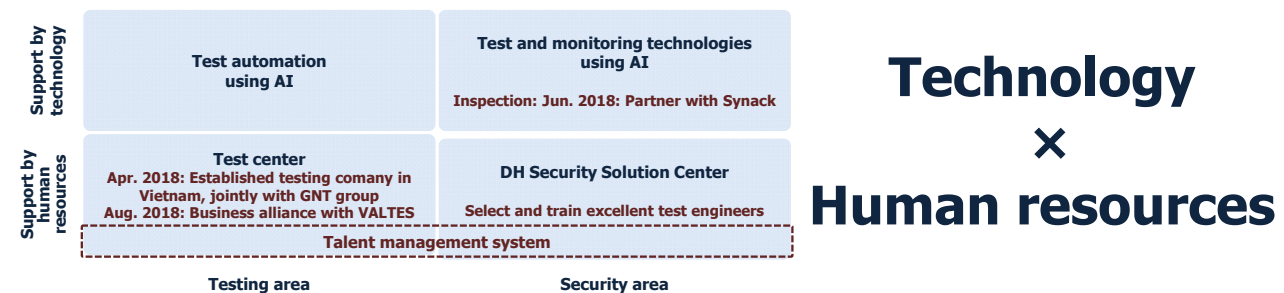 Support by
technology
Test automation
using AI
Test and monitoring technologies
using AI
Inspection: Jun. 2018: Partner with Synack
Support by
human
resources
Test center
Apr. 2018: Established testing comany in
Vietnam, jointly with GNT group
Aug. 2018: Business alliance with VALTES
DH Security Solution Center
Select and train excellent test engineers
Talent management system
Testing area
Security area
Technology
×
Human resources